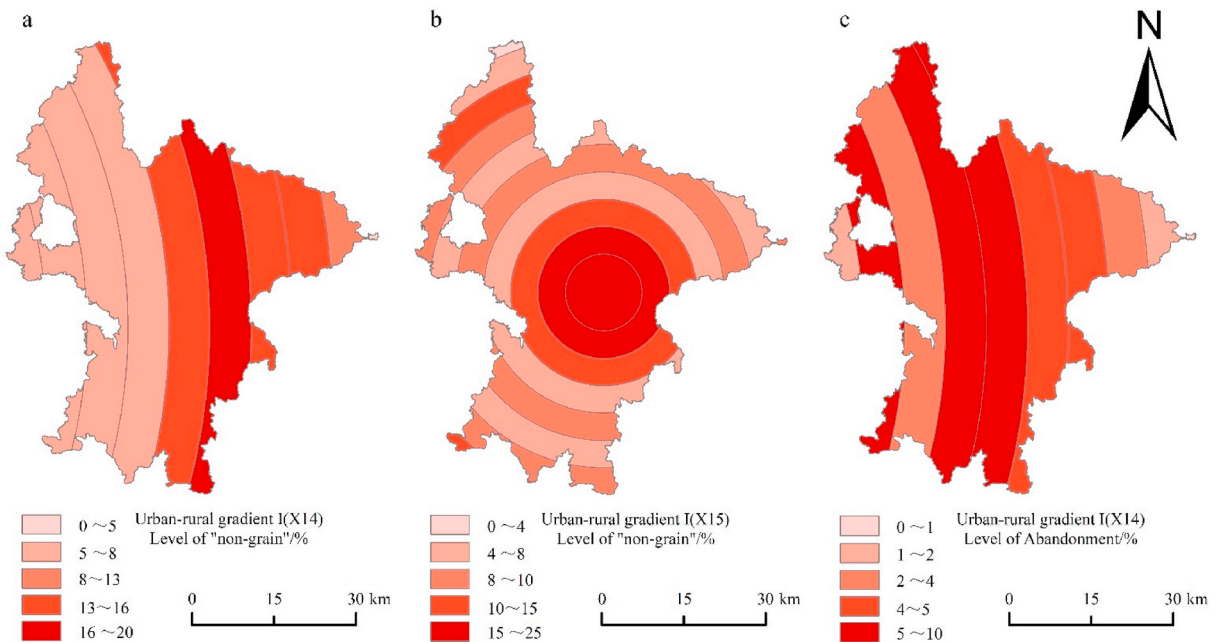 a
b
c
N
Urban-rural gradient I(X14)
Level of "non-grain"/%
0～5
5～8
8～13
13～16
16～20
0 15 30 km
Urban-rural gradient I(X15)
Level of "non-grain"/%
0～4
4～8
8～10
10～15
15～25
0 15 30 km
Urban-rural gradient I(X14)
Level of Abandonment/%
0～1
1～2
2～4
4～5
5～10
0 15 30 km